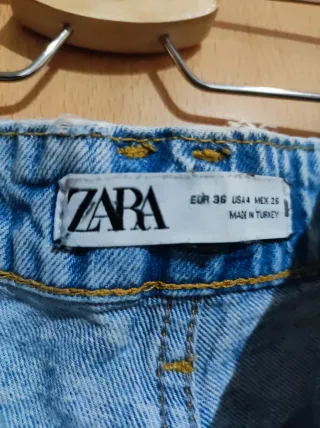 ZARA
EUR 36 USA 4 MEX 26
MADE IN TURKEY